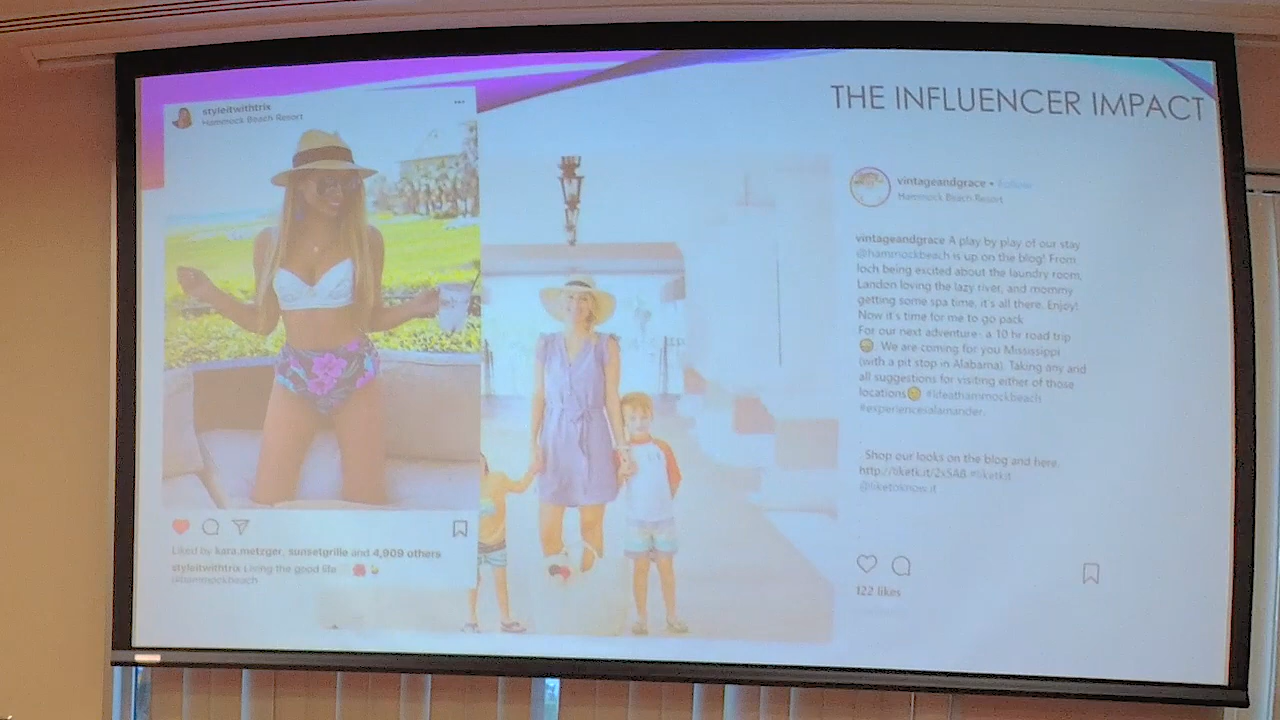 THE INFLUENCER IMPACT
styleitwithtrix
Hammock Beach Resort
Liked by kara.metzger, sunsetgrille and 4,909 others
styleitwithtrix Living the good life
@hammockbeach
vintageandgrace • Follow
Hammock Beach Resort
vintageandgrace A play by play of our stay
@hammockbeach is up on the blog! From
loch being excited about the laundry room,
Landon loving the lazy river, and mommy
getting some spa time, it's all there. Enjoy!
Now it's time for me to go pack
For our next adventure - a 10 hr road trip
😄. We are coming for you Mississippi
(with a pit stop in Alabama). Taking any and
all suggestions for visiting either of those
locations😄 #lifeathammockbeach
#experiencesalamander.
Shop our looks on the blog and here.
#liketkit
@liketoknow.it
122 likes